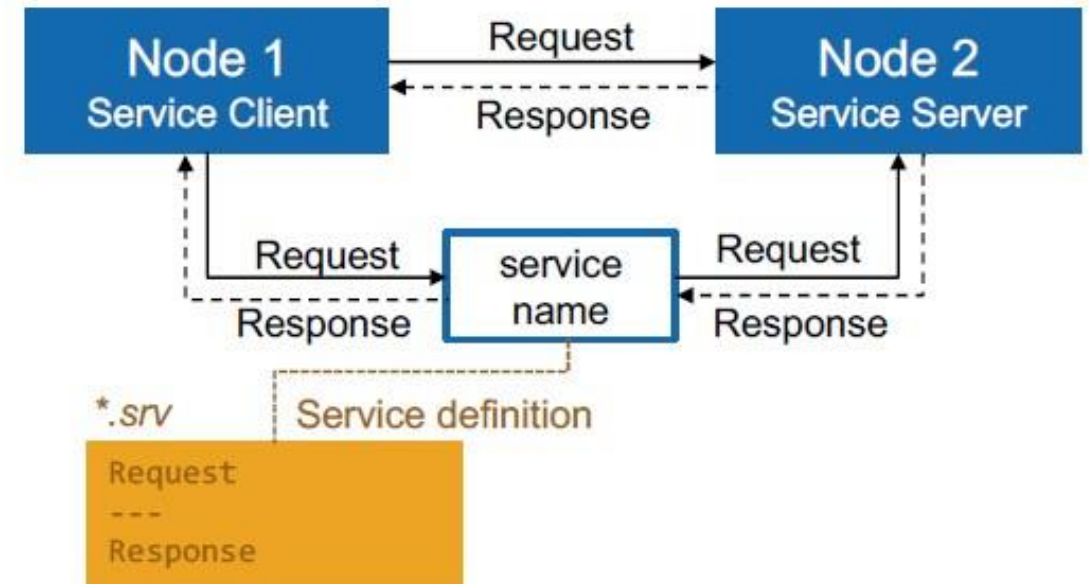 Node 1
Service Client
Request
Response
Node 2
Service Server
Request
Response
service
name
Request
Response
*.srv
Service definition
Request
---
Response